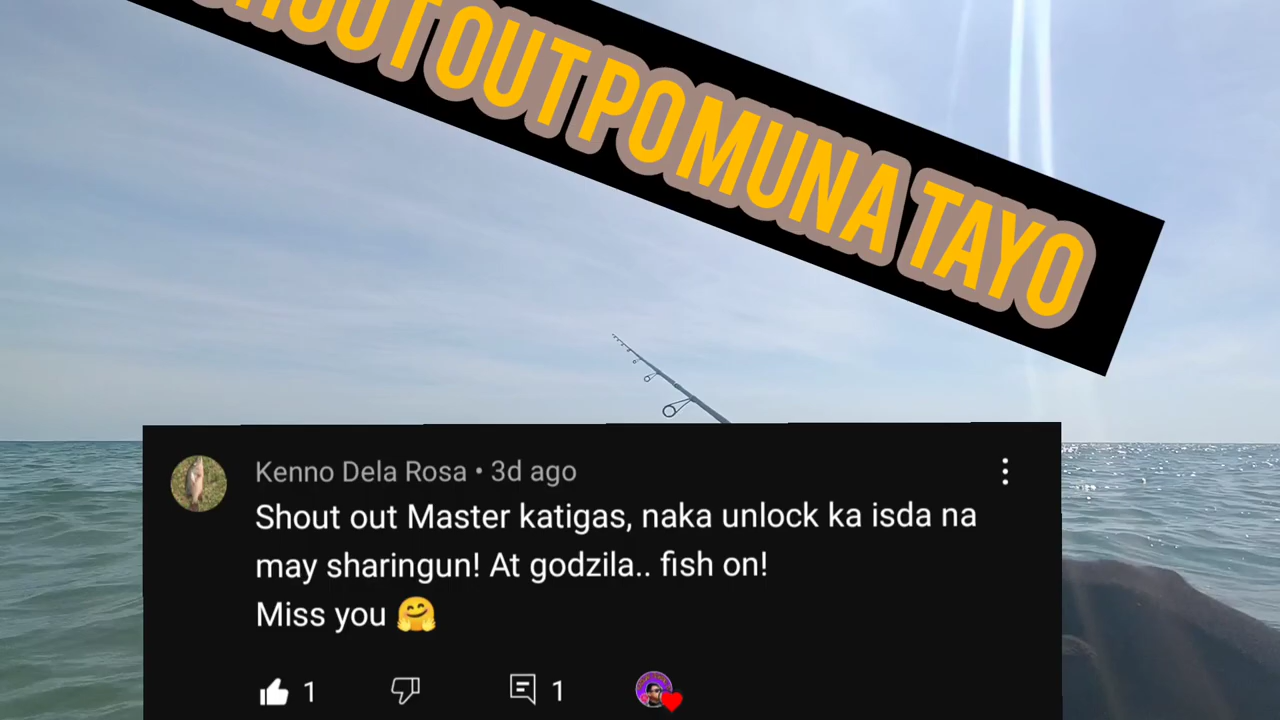 SHOUT OUT PO MUNA TAYO
Kenno Dela Rosa • 3d ago
Shout out Master katigas, naka unlock ka isda na
may sharingun! At godzila.. fish on!
Miss you 🤗
1
1